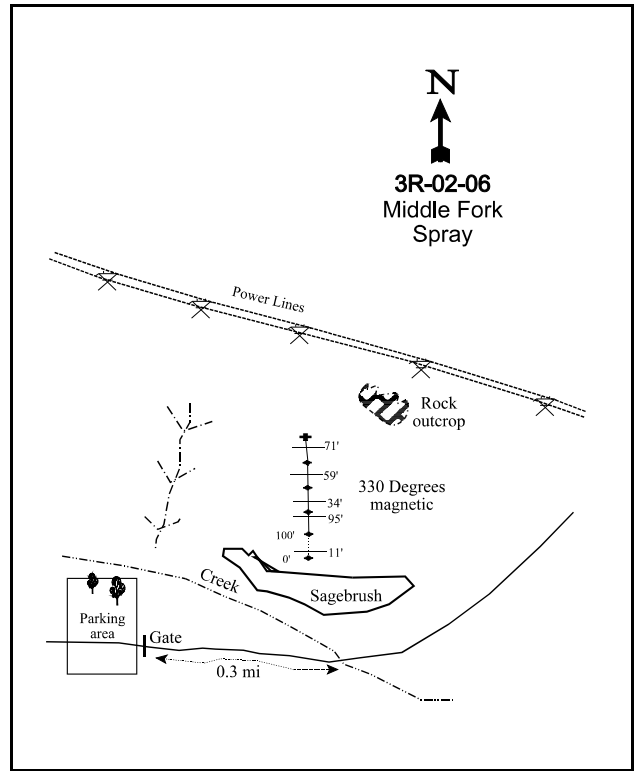 N
3R-02-06
Middle Fork
Spray
Power Lines
Rock
outcrop
71'
59'
330 Degrees
magnetic
34'
95'
100'
11'
0'
Creek
Sagebrush
Parking
area
Gate
0.3 mi